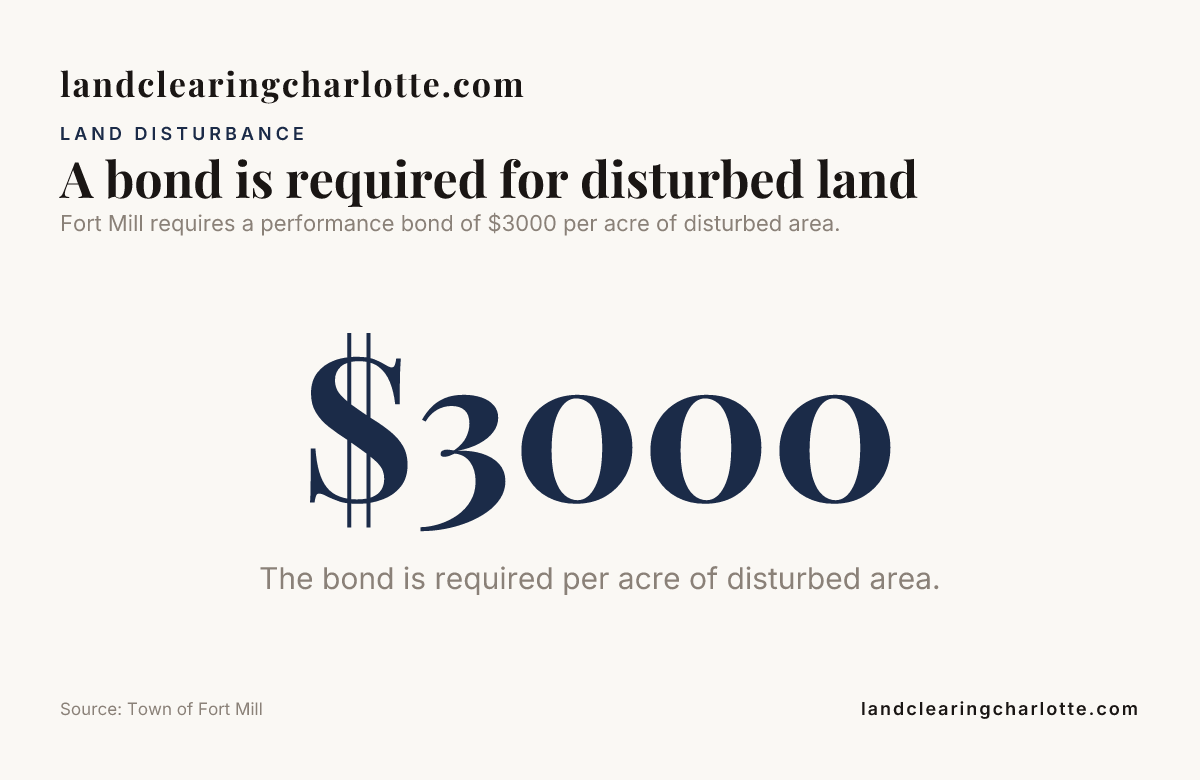 landclearingcharlotte.com
LAND DISTURBANCE
A bond is required for disturbed land
Fort Mill requires a performance bond of $3000 per acre of disturbed area.
$3000
The bond is required per acre of disturbed area.
Source: Town of Fort Mill
landclearingcharlotte.com